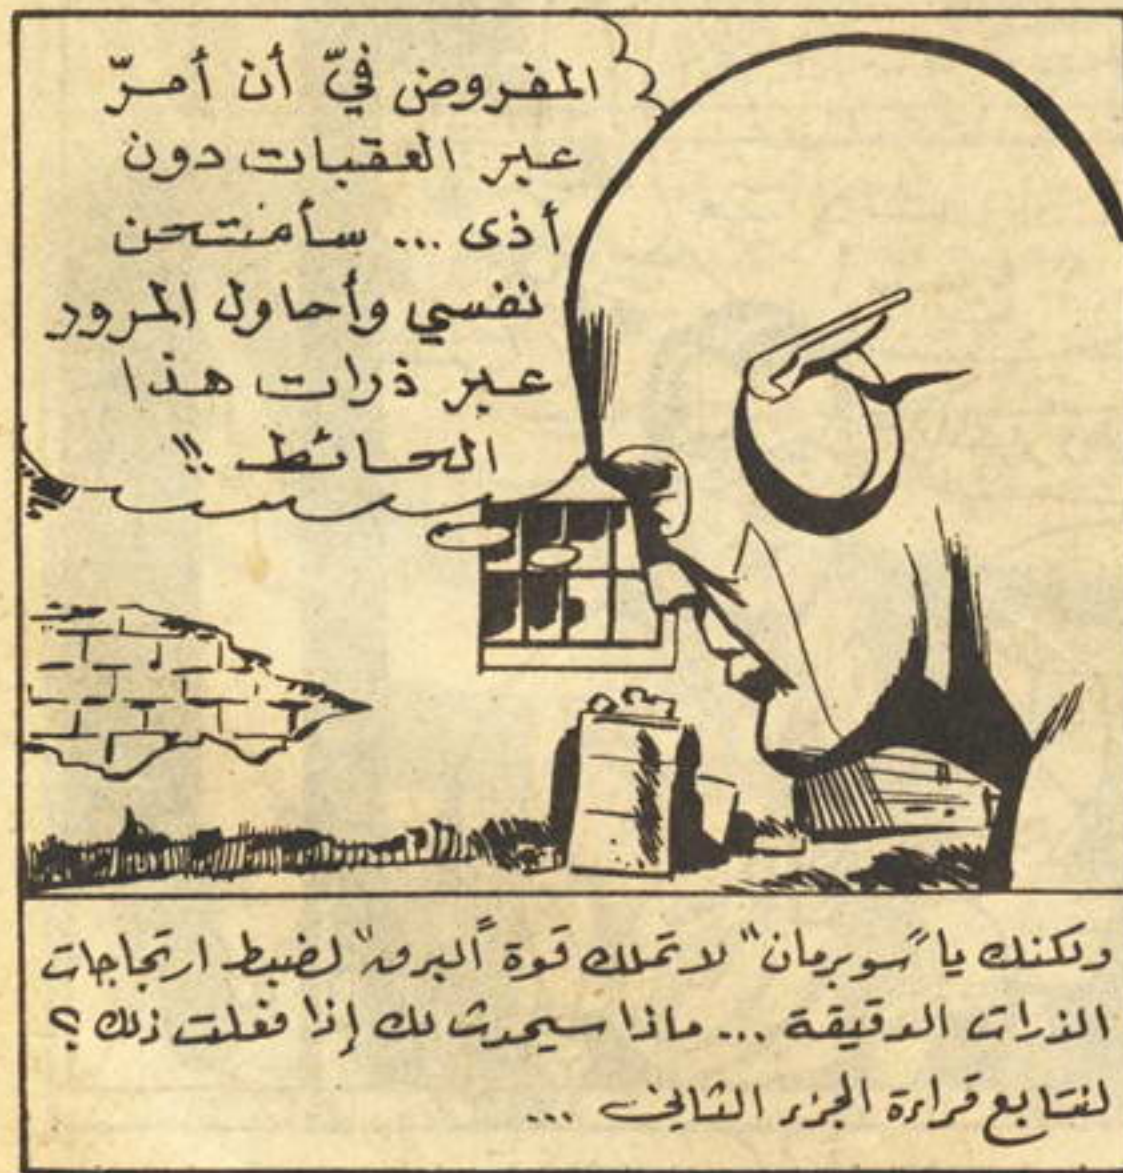 المفروض فيّ أن أمرّ
عبر العقبات دون
أذى ... سأمتحن
نفسي وأحاول المرور
عبر ذرات هذا
الحائط !!
ولكنك يا "سوبرمان" لا تملك قوة "البرق" لضبط ارتجاجات
الذرات الدقيقة ... ماذا سيحدث لك إذا فعلت ذلك ؟
لنتابع قراءة الجزء الثاني ...